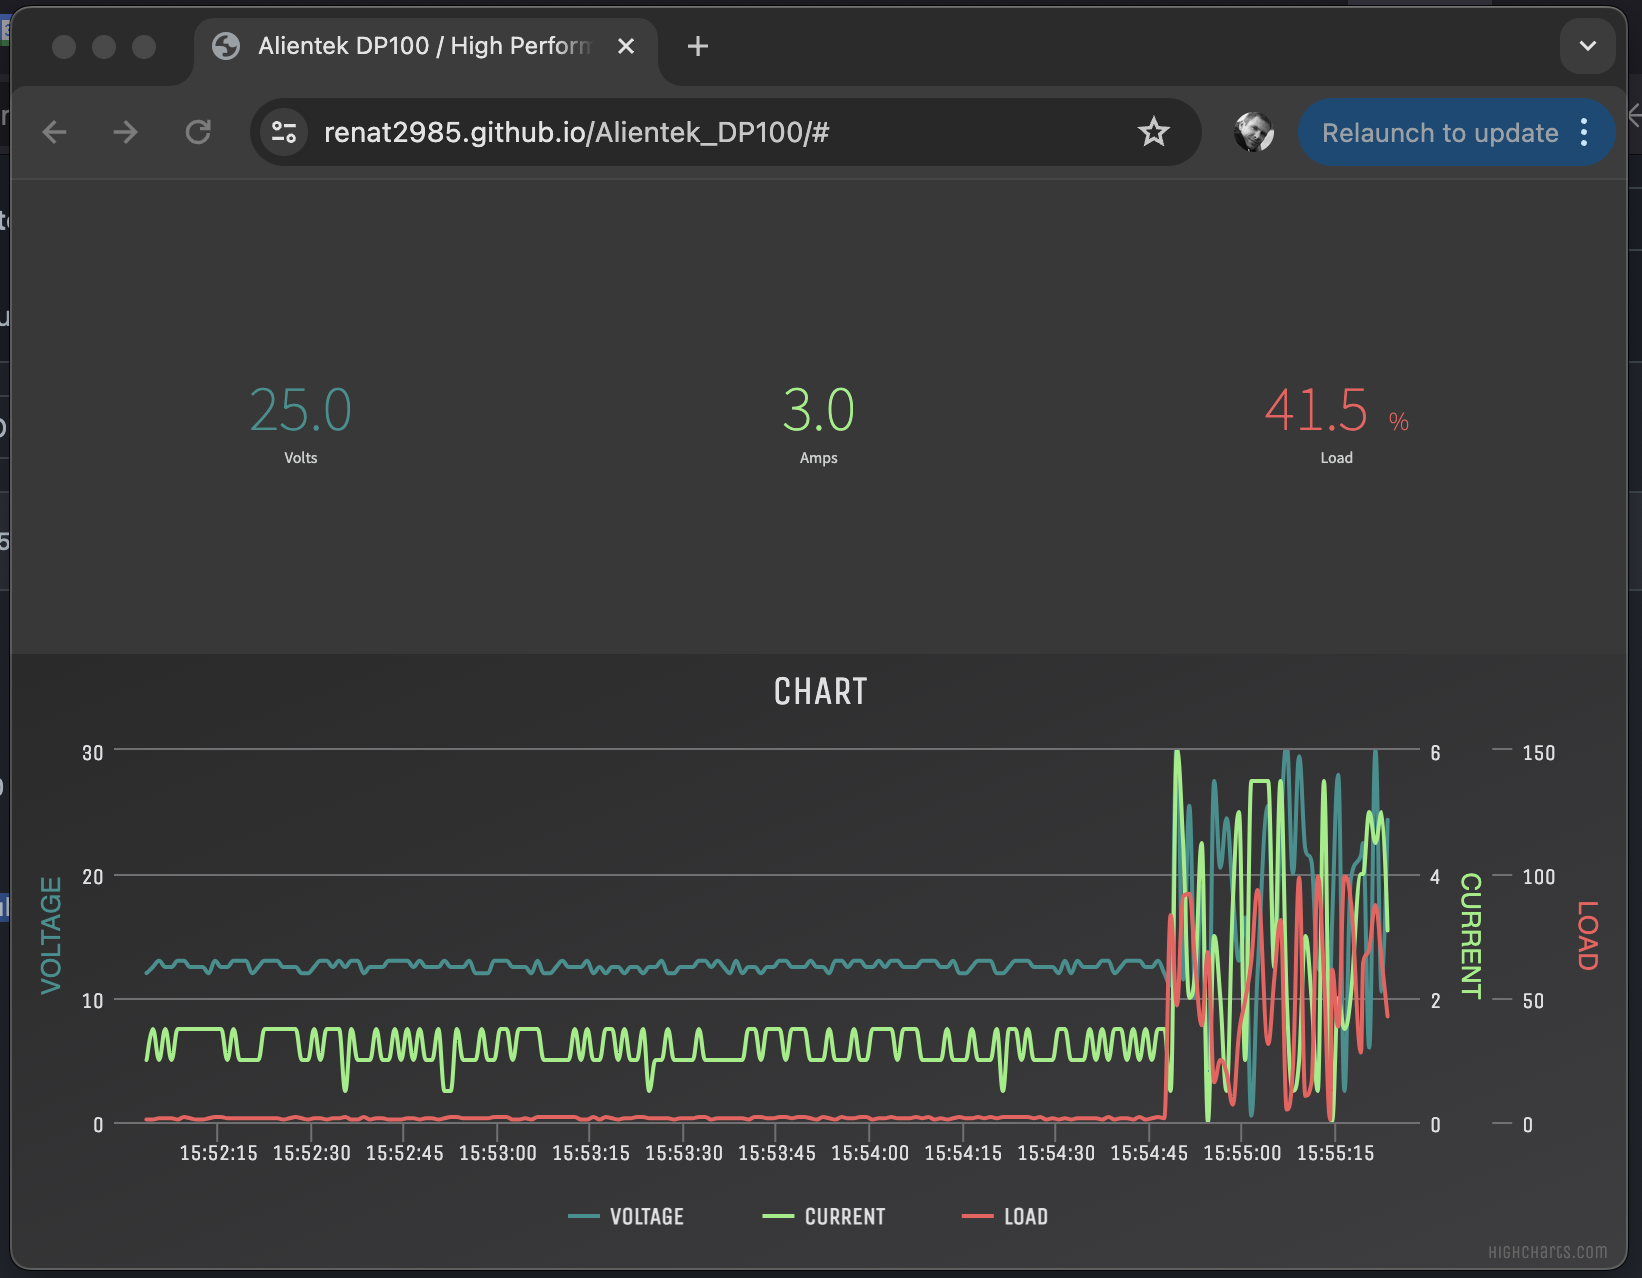 Alientek DP100 / High Perform
renat2985.github.io/Alientek_DP100/#
Relaunch to update
25.0
Volts
3.0
Amps
41.5 %
Load
CHART
30
20
10
0
VOLTAGE
6
4
2
0
CURRENT
150
100
50
0
LOAD
15:52:15 15:52:30 15:52:45 15:53:00 15:53:15 15:53:30 15:53:45 15:54:00 15:54:15 15:54:30 15:54:45 15:55:00 15:55:15
VOLTAGE CURRENT LOAD
Highcharts.com